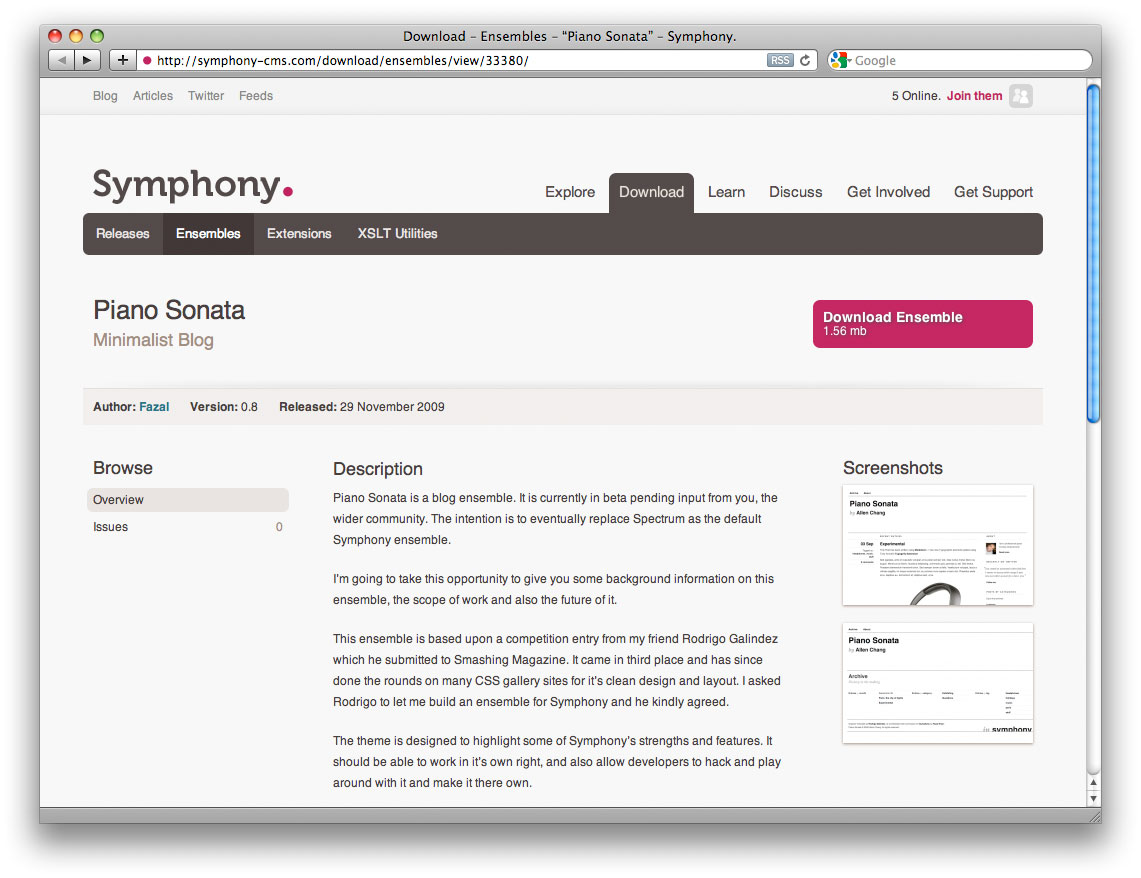 Download – Ensembles – “Piano Sonata” – Symphony.
http://symphony-cms.com/download/ensembles/view/33380/
RSS
Google
Blog Articles Twitter Feeds
5 Online. Join them
Symphony.
Explore Download Learn Discuss Get Involved Get Support
Releases Ensembles Extensions XSLT Utilities
Piano Sonata
Minimalist Blog
Download Ensemble
1.56 mb
Author: Fazal Version: 0.8 Released: 29 November 2009
Browse
Overview
Issues 0
Description
Piano Sonata is a blog ensemble. It is currently in beta pending input from you, the
wider community. The intention is to eventually replace Spectrum as the default
Symphony ensemble.
I'm going to take this opportunity to give you some background information on this
ensemble, the scope of work and also the future of it.
This ensemble is based upon a competition entry from my friend Rodrigo Galindez
which he submitted to Smashing Magazine. It came in third place and has since
done the rounds on many CSS gallery sites for it's clean design and layout. I asked
Rodrigo to let me build an ensemble for Symphony and he kindly agreed.
The theme is designed to highlight some of Symphony's strengths and features. It
should be able to work in it's own right, and also allow developers to hack and play
around with it and make it there own.
Screenshots
Piano Sonata
by Allen Chang
03 Sep Experimental
Piano Sonata
by Allen Chang
Archive
symphony